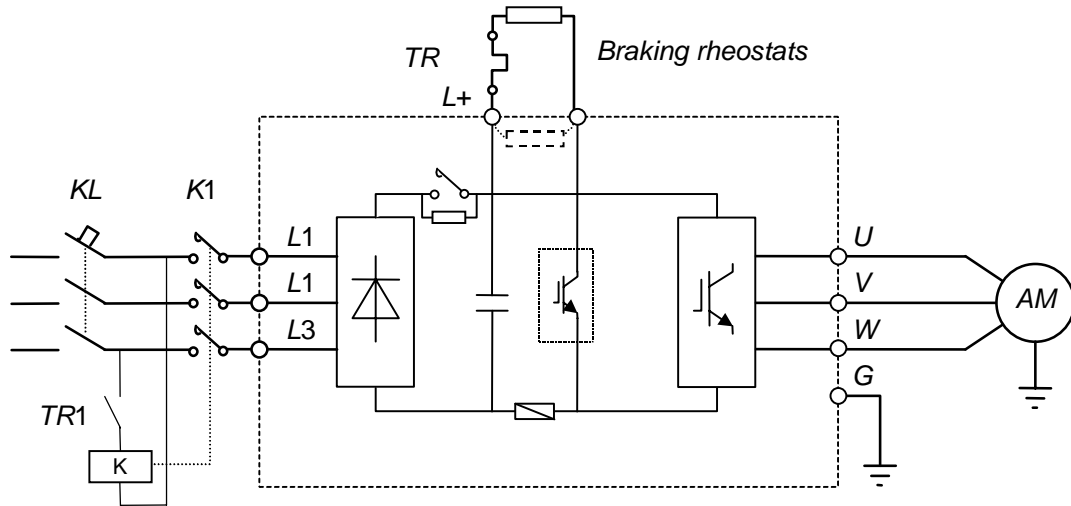 TR
Braking rheostats
L+
KL
K1
L1
U
L1
V
AM
L3
W
G
TR1
K